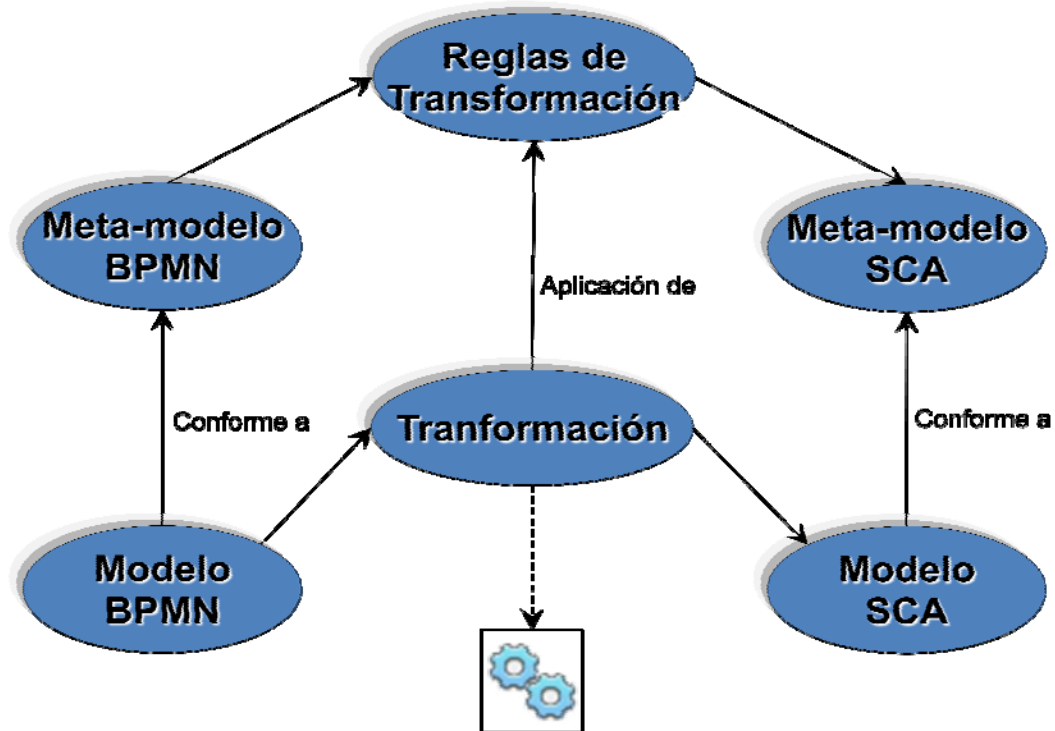 Reglas de
Transformación
Meta-modelo
BPMN
Meta-modelo
SCA
Aplicación de
Conforme a
Tranformación
Conforme a
Modelo
BPMN
Modelo
SCA